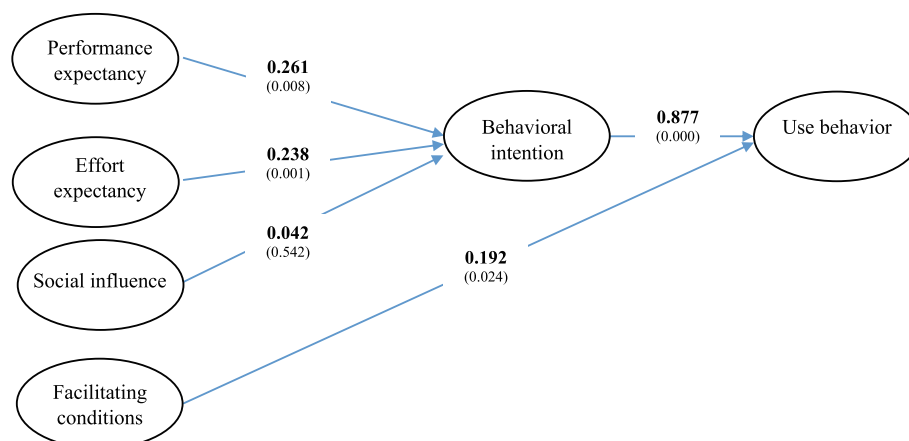 Performance
expectancy
0.261
(0.008)
Effort
expectancy
0.238
(0.001)
Social influence
0.042
(0.542)
Facilitating
conditions
0.192
(0.024)
Behavioral
intention
0.877
(0.000)
Use behavior